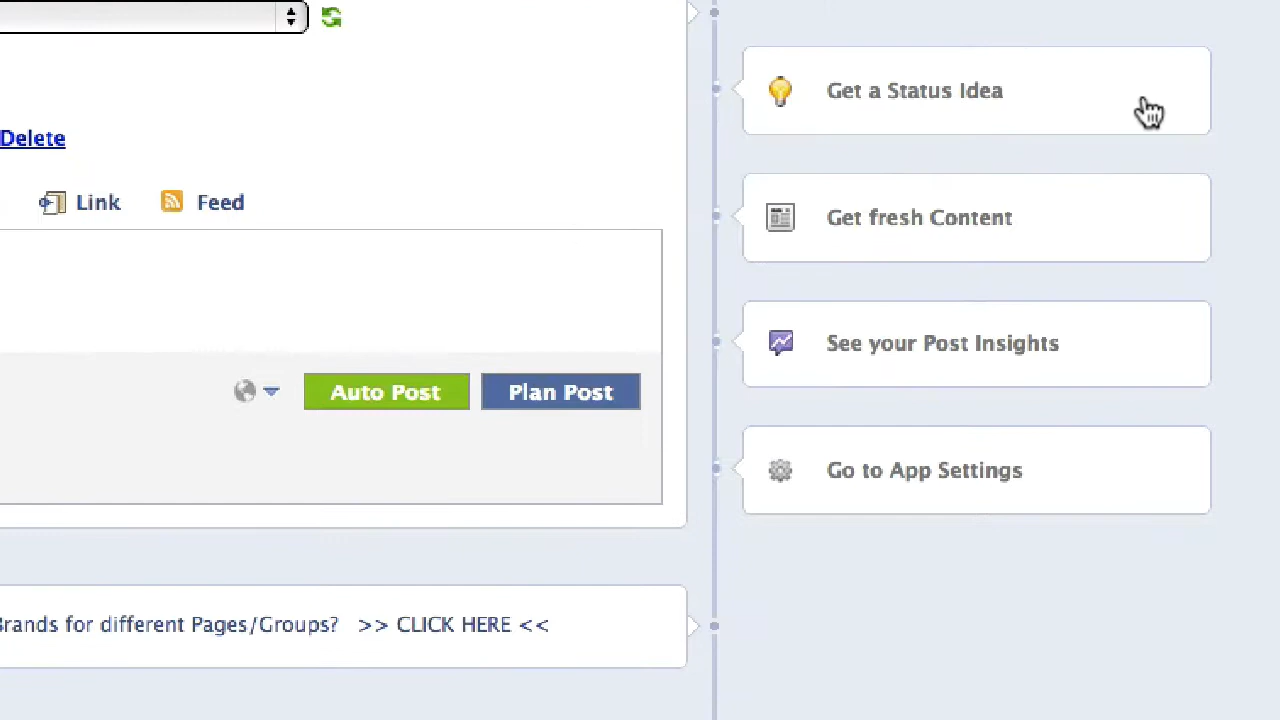 Delete
Link Feed
Auto Post Plan Post
Brands for different Pages/Groups? >> CLICK HERE <<
Get a Status Idea
Get fresh Content
See your Post Insights
Go to App Settings